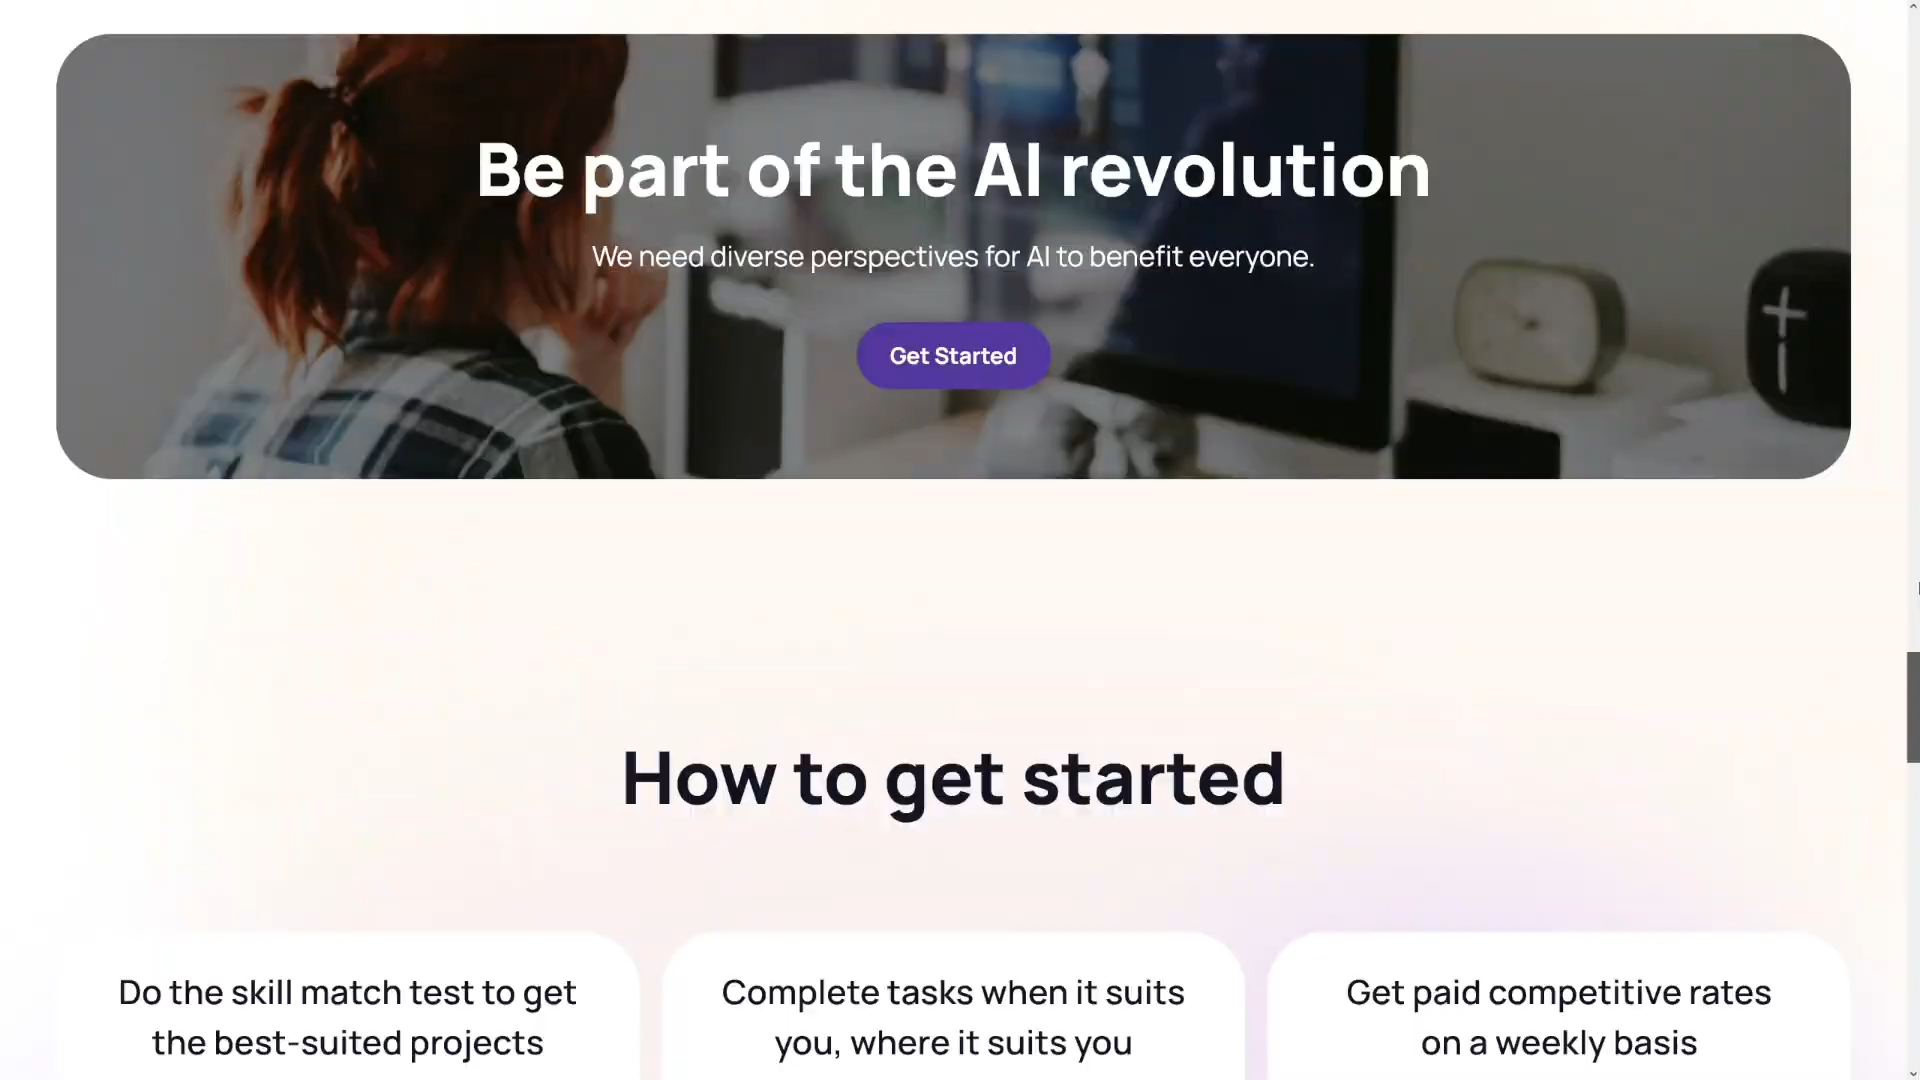 Be part of the AI revolution
We need diverse perspectives for AI to benefit everyone.
Get Started
How to get started
Do the skill match test to get
the best-suited projects
Complete tasks when it suits
you, where it suits you
Get paid competitive rates
on a weekly basis